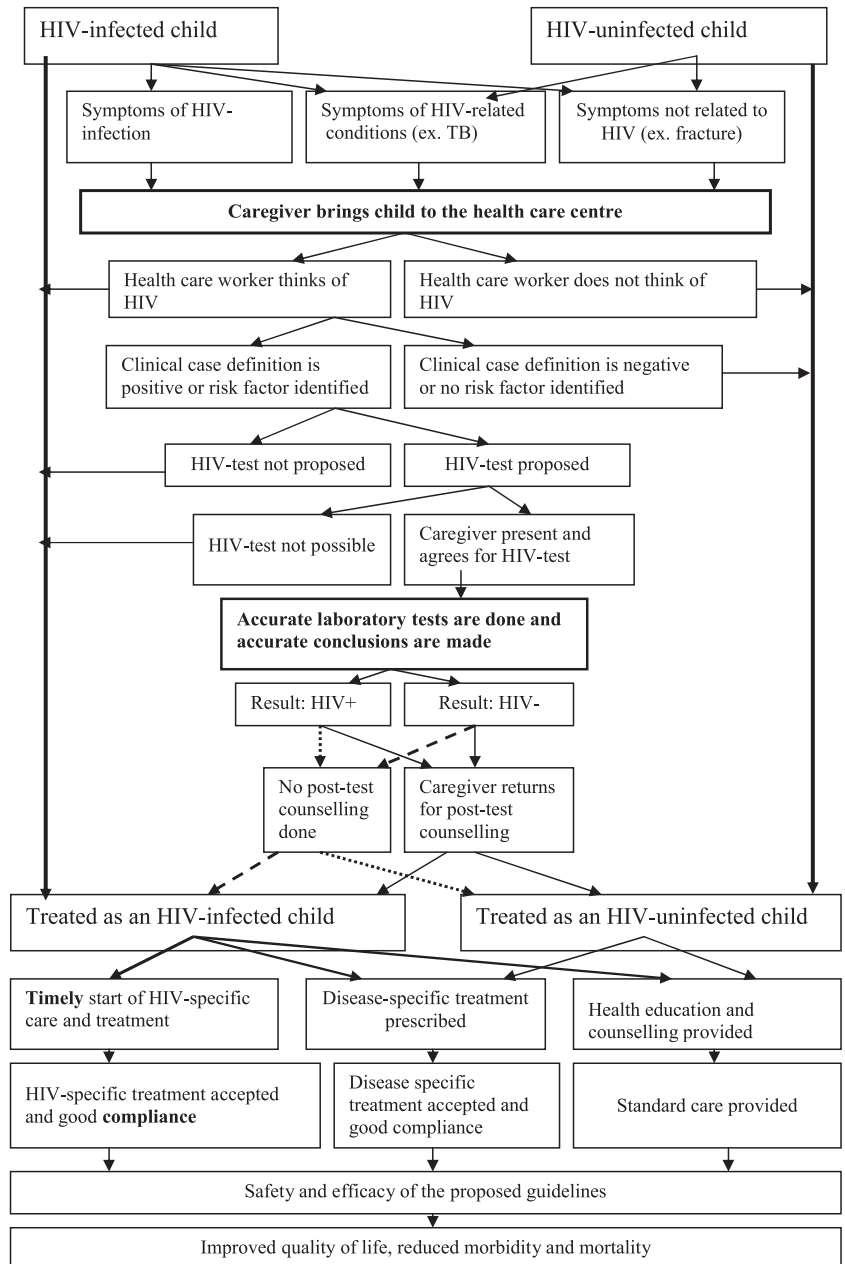 HIV-infected child
HIV-uninfected child
Symptoms of HIV-
infection
Symptoms of HIV-related
conditions (ex. TB)
Symptoms not related to
HIV (ex. fracture)
Caregiver brings child to the health care centre
Health care worker thinks of
HIV
Health care worker does not think of
HIV
Clinical case definition is
positive or risk factor identified
Clinical case definition is negative
or no risk factor identified
HIV-test not proposed
HIV-test proposed
HIV-test not possible
Caregiver present and
agrees for HIV-test
Accurate laboratory tests are done and
accurate conclusions are made
Result: HIV+
Result: HIV-
No post-test
counselling
done
Caregiver returns
for post-test
counselling
Treated as an HIV-infected child
Treated as an HIV-uninfected child
Timely start of HIV-specific
care and treatment
Disease-specific treatment
prescribed
Health education and
counselling provided
HIV-specific treatment accepted
and good compliance
Disease specific
treatment accepted and
good compliance
Standard care provided
Safety and efficacy of the proposed guidelines
Improved quality of life, reduced morbidity and mortality